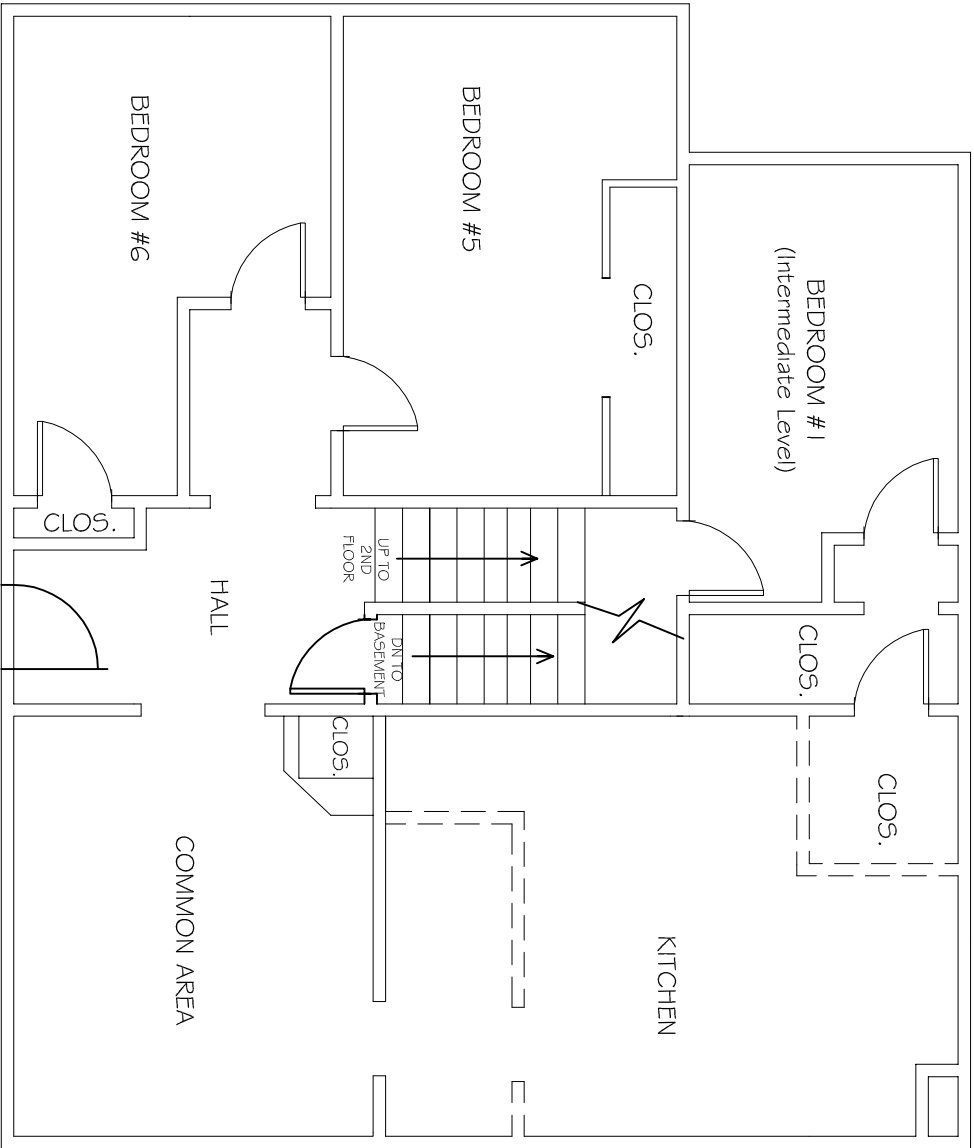 BEDROOM #6
BEDROOM #5
CLOS.
BEDROOM #1
(Intermediate Level)
CLOS.
HALL
UP TO
2ND
FLOOR
DN TO
BASEMENT
CLOS.
CLOS.
CLOS.
COMMON AREA
KITCHEN